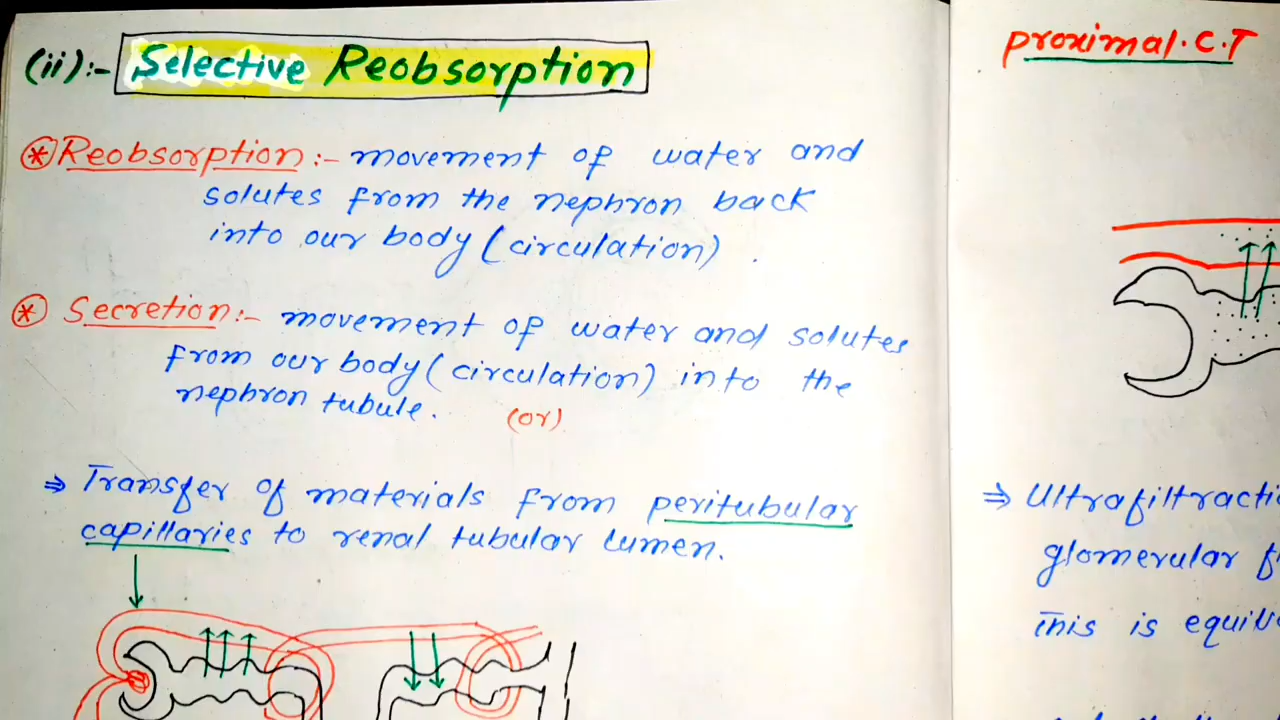 (ii):- Selective Reobsorption
* Reobsorption:- movement of water and
solutes from the nephron back
into our body (circulation).
* Secretion:- movement of water and solutes
from our body (circulation) into the
nephron tubule.
(or)
⇒ Transfer of materials from peritubular
capillaries to renal tubular lumen.
proximal.C.T
⇒ Ultrafiltracti
glomerular f
This is equi